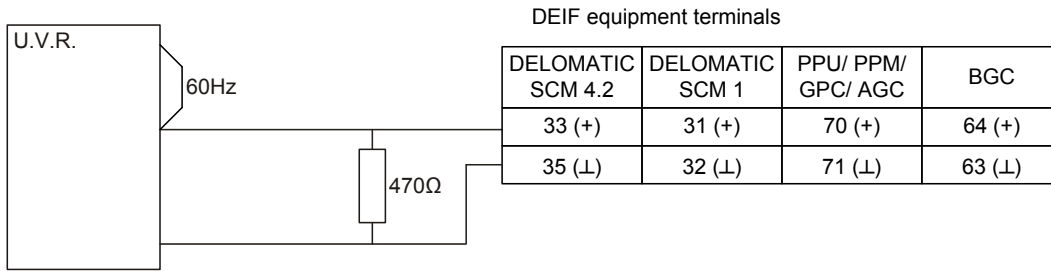 DEIF equipment terminals
U.V.R.
60Hz
470Ω
DELOMATIC SCM 4.2 DELOMATIC SCM 1 PPU/ PPM/ GPC/ AGC BGC
33 (+) 31 (+) 70 (+) 64 (+)
35 (⊥) 32 (⊥) 71 (⊥) 63 (⊥)